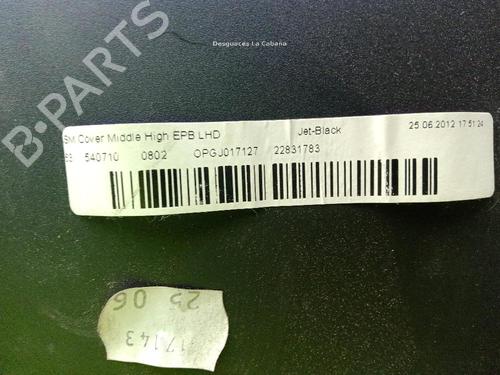 Desguaces La Cabaña
B-PARTS
SM Cover Middle High EPB LHD Jet-Black 25.06.2012 17:51:24
63 540710 0802 OPGJ017127 22831783
25 06
17143